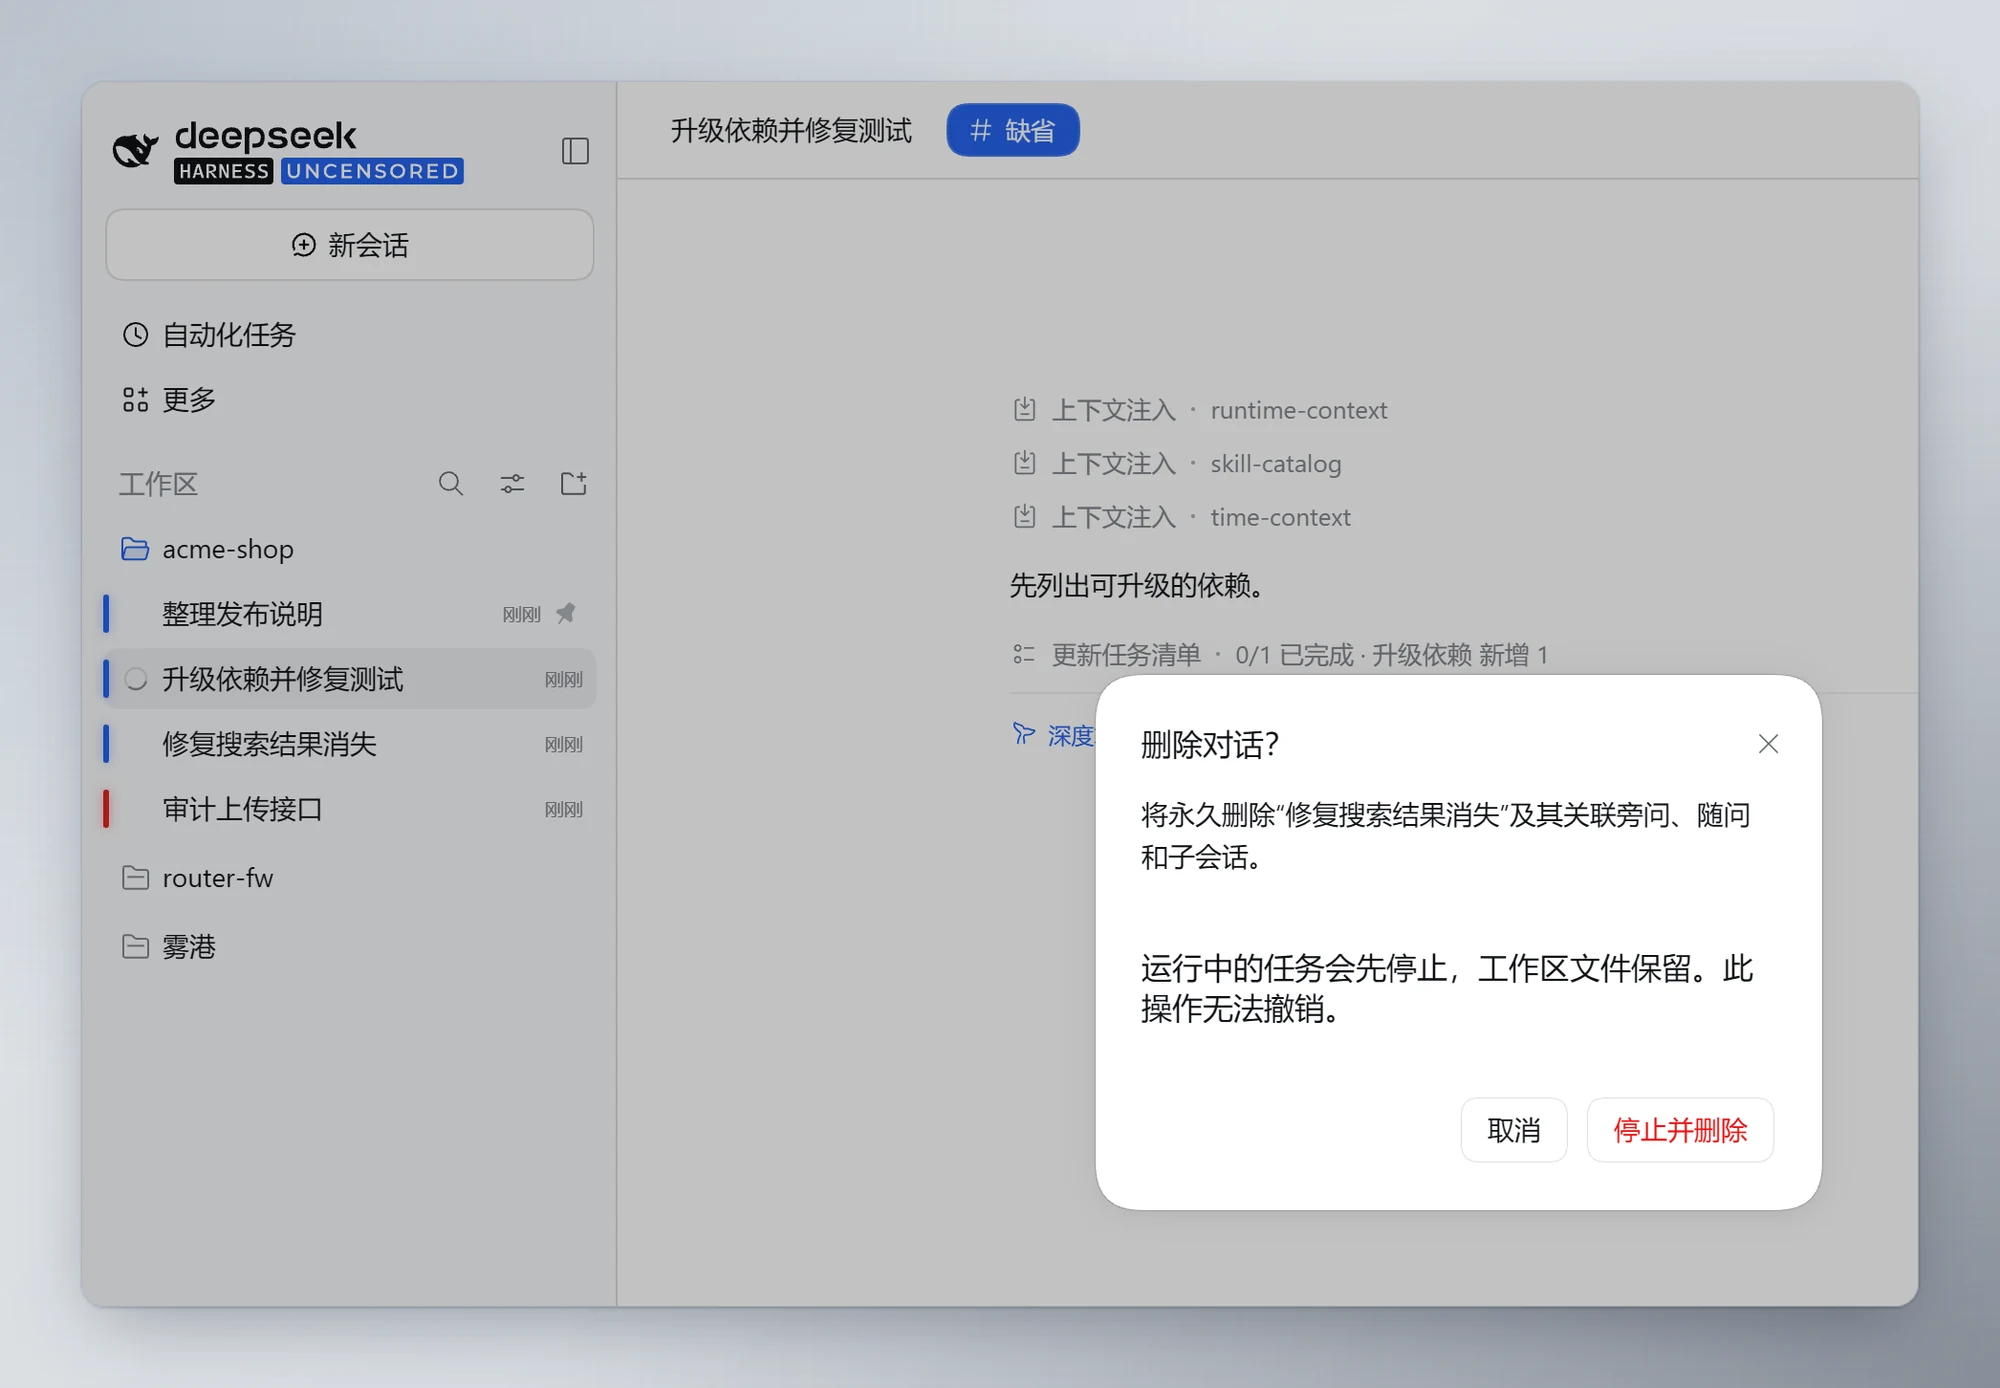 deepseek
HARNESS UNCENSORED
新会话
自动化任务
更多
工作区
acme-shop
整理发布说明 刚刚
升级依赖并修复测试 刚刚
修复搜索结果消失 刚刚
审计上传接口 刚刚
router-fw
雾港
升级依赖并修复测试 # 缺省
上下文注入 · runtime-context
上下文注入 · skill-catalog
上下文注入 · time-context
先列出可升级的依赖。
更新任务清单 · 0/1 已完成 · 升级依赖 新增 1
深度
删除对话?
将永久删除“修复搜索结果消失”及其关联旁问、随问
和子会话。
运行中的任务会先停止，工作区文件保留。此
操作无法撤销。
取消 停止并删除